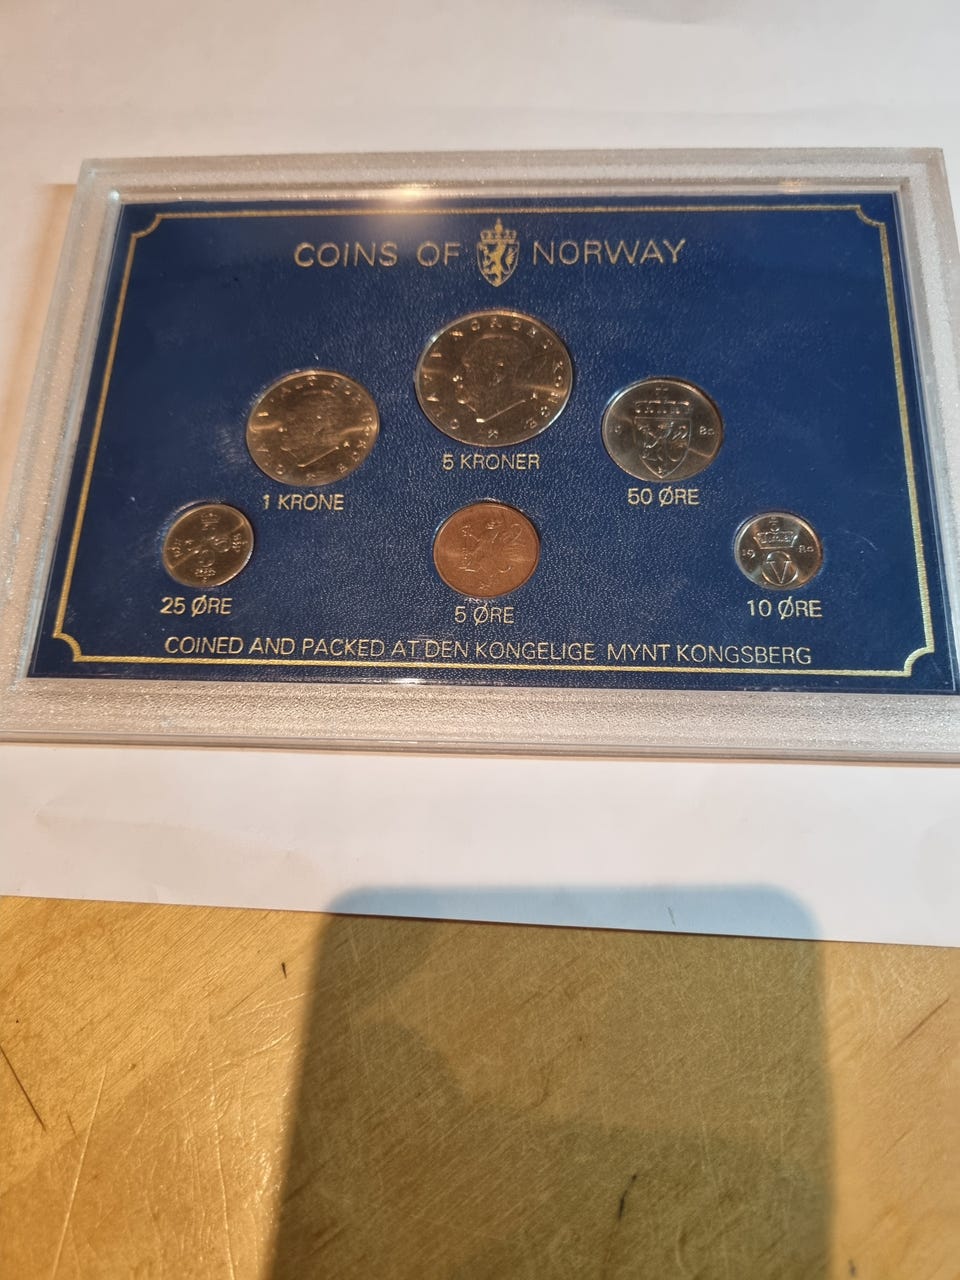 COINS OF NORWAY
5 KRONER
1 KRONE
50 ØRE
25 ØRE
5 ØRE
10 ØRE
COINED AND PACKED AT DEN KONGELIGE MYNT KONGSBERG